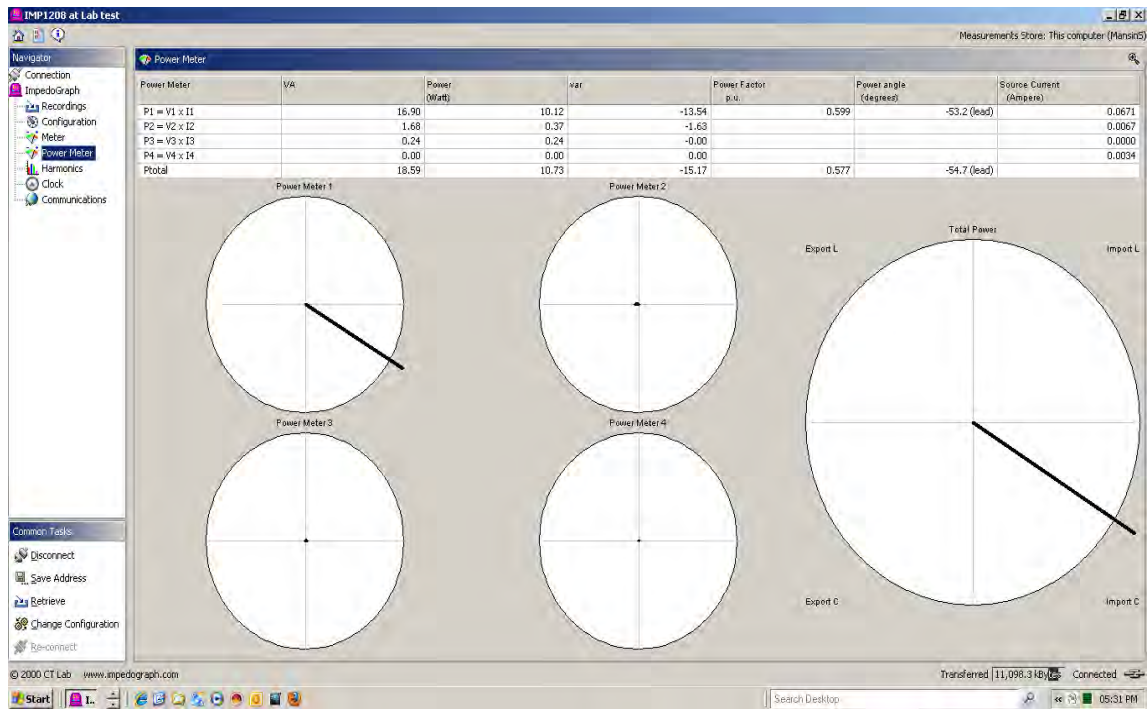 IMP1208 at Lab test
Measurements Store: This computer (MansinS)
Navigator
Connection
ImpedoGraph
Recordings
Configuration
Meter
Power Meter
Harmonics
Clock
Communications
Power Meter
Power Meter VA Power (Watt) var Power Factor p.u. Power angle (degrees) Source Current (Ampere)
P1 = V1 x I1 16.90 10.12 -13.54 0.599 -53.2 (lead) 0.0671
P2 = V2 x I2 1.68 0.37 -1.63 0.0067
P3 = V3 x I3 0.24 0.24 -0.00 0.0000
P4 = V4 x I4 0.00 0.00 0.00 0.0034
Ptotal 18.59 10.73 -15.17 0.577 -54.7 (lead)
Power Meter 1
Power Meter 2
Total Power
Export L
Import L
Power Meter 3
Power Meter 4
Export C
Import C
Common Tasks
Disconnect
Save Address
Retrieve
Change Configuration
Re-connect
© 2000 CT Lab www.impedograph.com
Transferred 11,098.3 kBy Connected
Start I.. Search Desktop 05:31 PM